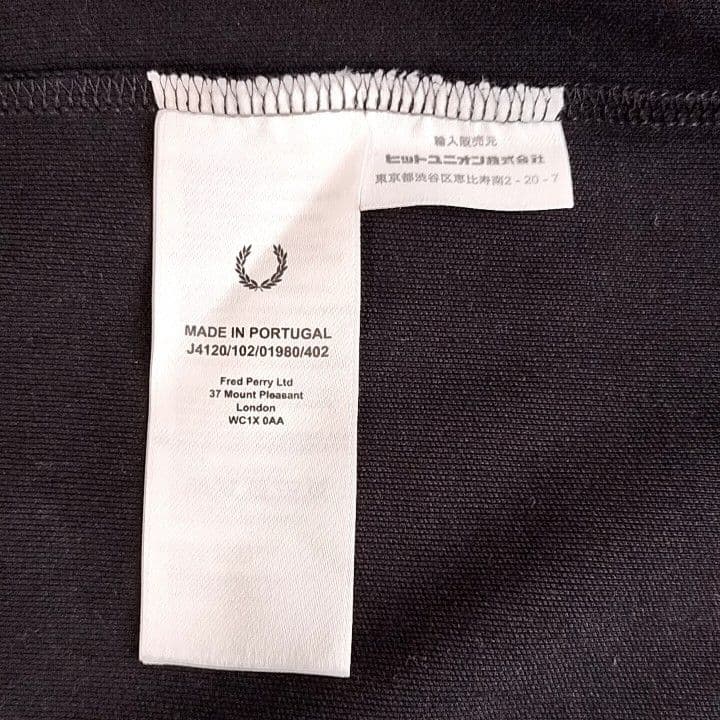 輸入販売元
ヒットユニオン株式会社
東京都渋谷区恵比寿南2-20-7
MADE IN PORTUGAL
J4120/102/01980/402
Fred Perry Ltd
37 Mount Pleasant
London
WC1X 0AA